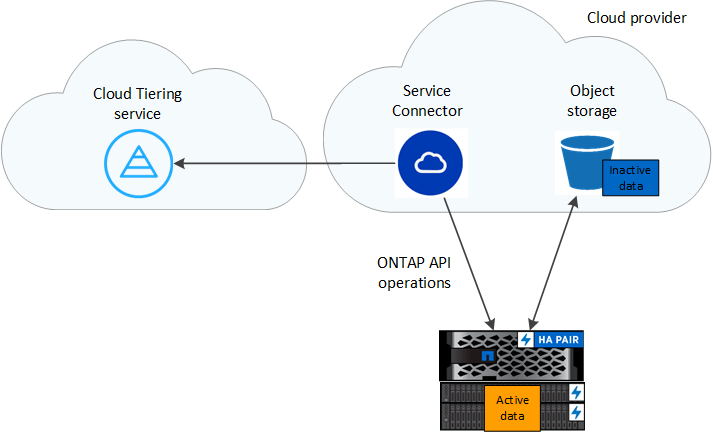 Cloud provider
Cloud Tiering
service
Service
Connector
Object
storage
Inactive
data
ONTAP API
operations
HA PAIR
Active
data